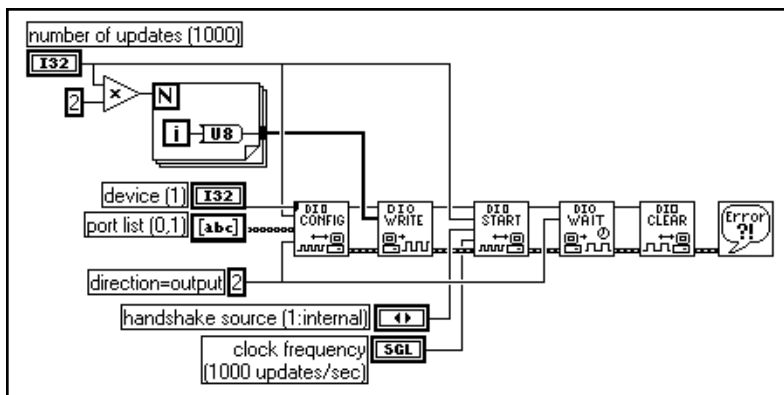 number of updates (1000)
I32
2
×
N
i U8
device (1) I32
port list (0,1) [abc]
DIO CONFIG
DIO WRITE
DIO START
DIO WAIT
DIO CLEAR
Error ?!
direction=output 2
handshake source (1:internal)
clock frequency SGL
(1000 updates/sec)